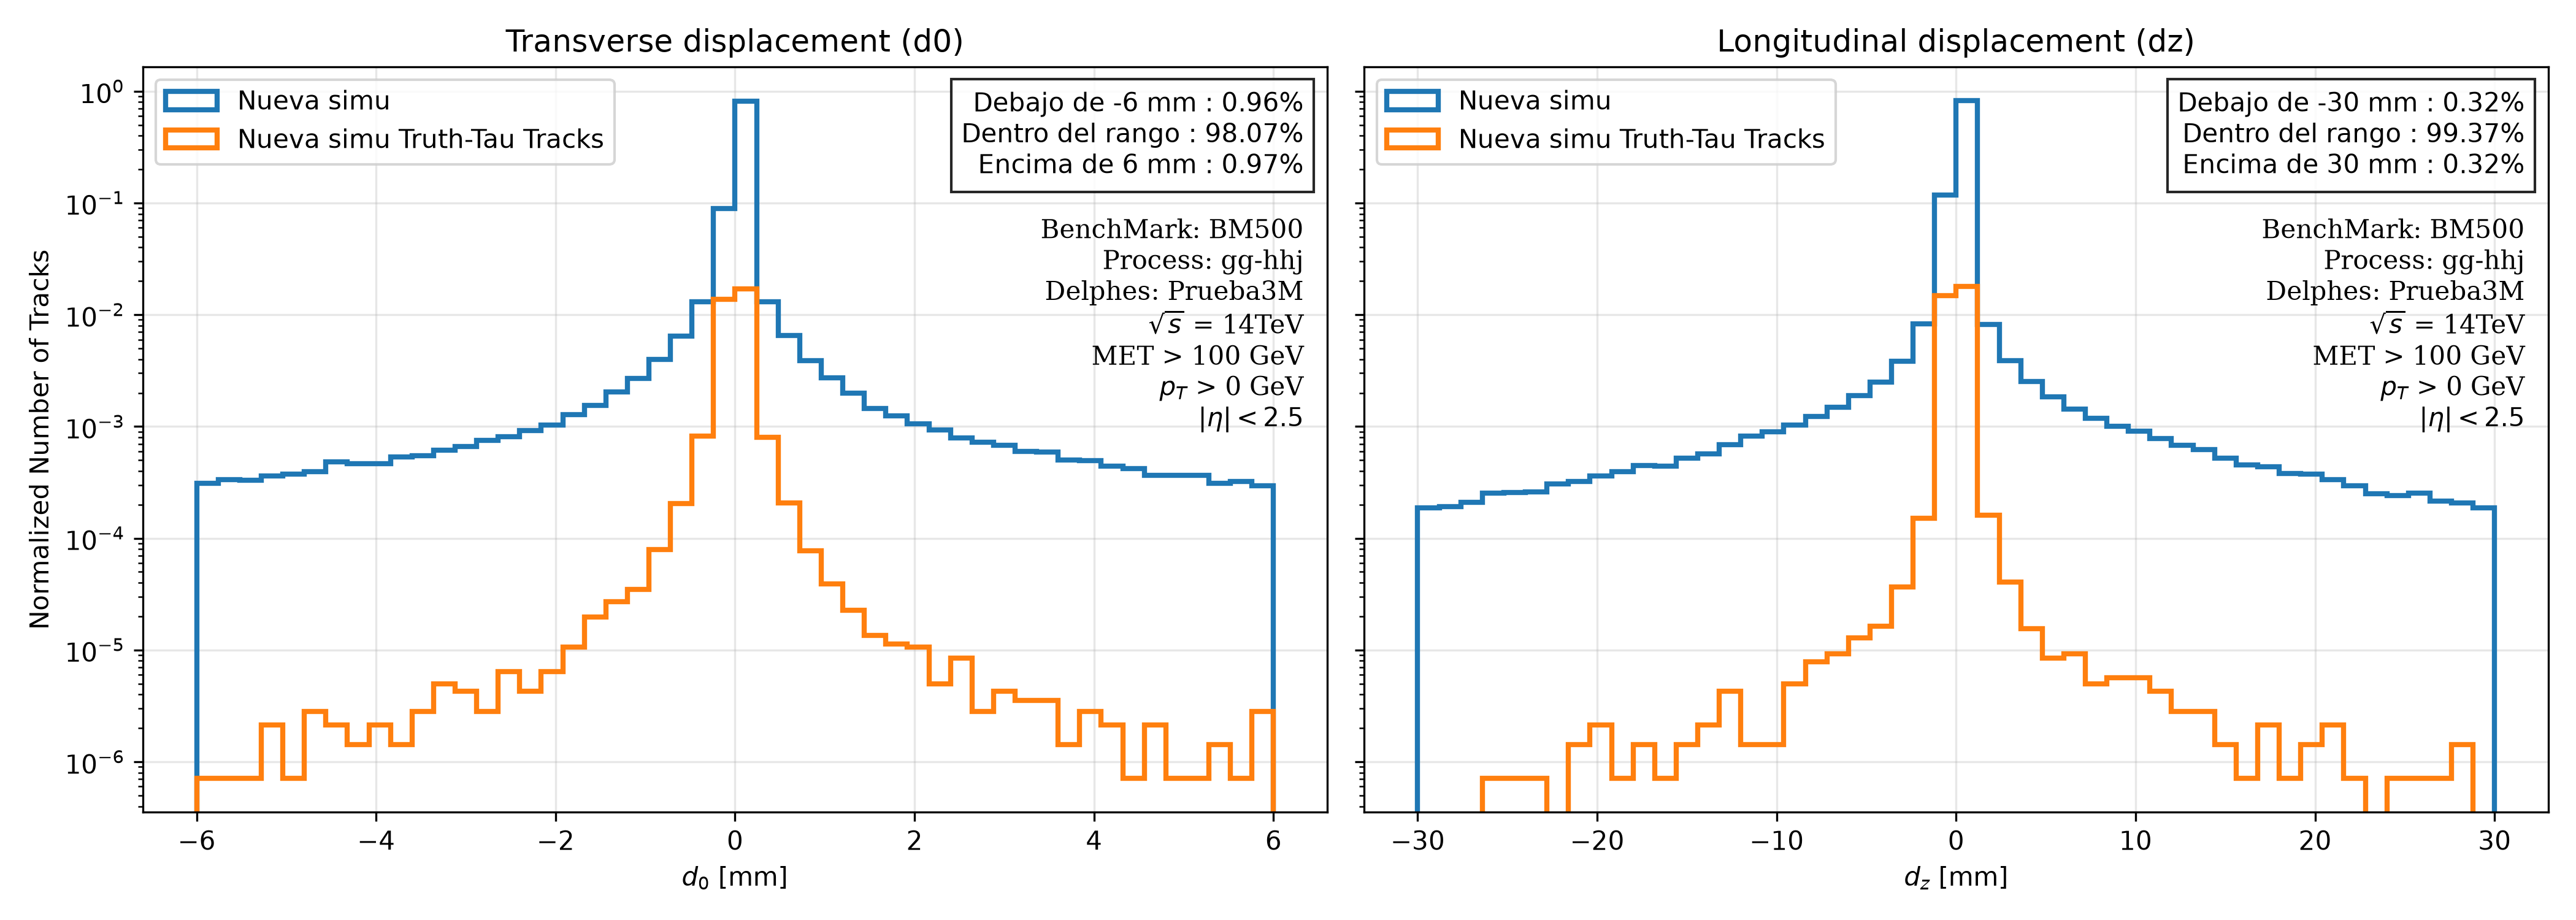 Transverse displacement (d0)
Nueva simu
Nueva simu Truth-Tau Tracks
Debajo de -6 mm : 0.96%
Dentro del rango : 98.07%
Encima de 6 mm : 0.97%
BenchMark: BM500
Process: gg-hhj
Delphes: Prueba3M
√s = 14TeV
MET > 100 GeV
p_T > 0 GeV
|η| < 2.5
Normalized Number of Tracks
10⁰
10⁻¹
10⁻²
10⁻³
10⁻⁴
10⁻⁵
10⁻⁶
−6 −4 −2 0 2 4 6
d₀ [mm]
Longitudinal displacement (dz)
Nueva simu
Nueva simu Truth-Tau Tracks
Debajo de -30 mm : 0.32%
Dentro del rango : 99.37%
Encima de 30 mm : 0.32%
BenchMark: BM500
Process: gg-hhj
Delphes: Prueba3M
√s = 14TeV
MET > 100 GeV
p_T > 0 GeV
|η| < 2.5
−30 −20 −10 0 10 20 30
d_z [mm]